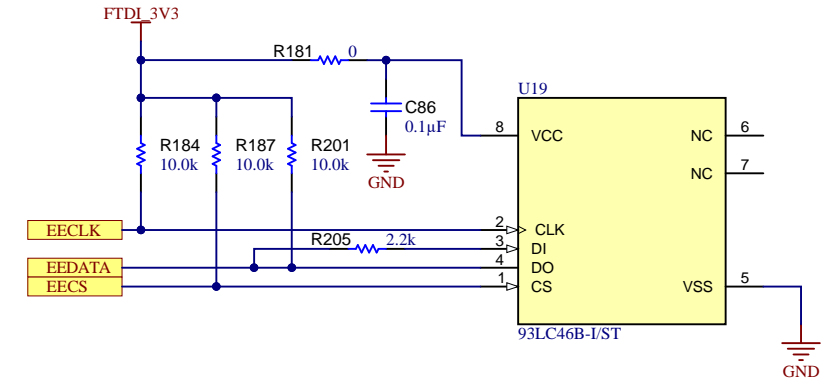 FTDI_3V3
R181 0
U19
C86
0.1µF
8 VCC NC 6
R184 R187 R201
10.0k 10.0k 10.0k
NC 7
GND
EECLK 2 CLK
R205 2.2k 3 DI
EEDATA 4 DO
EECS 1 CS VSS 5
93LC46B-I/ST
GND